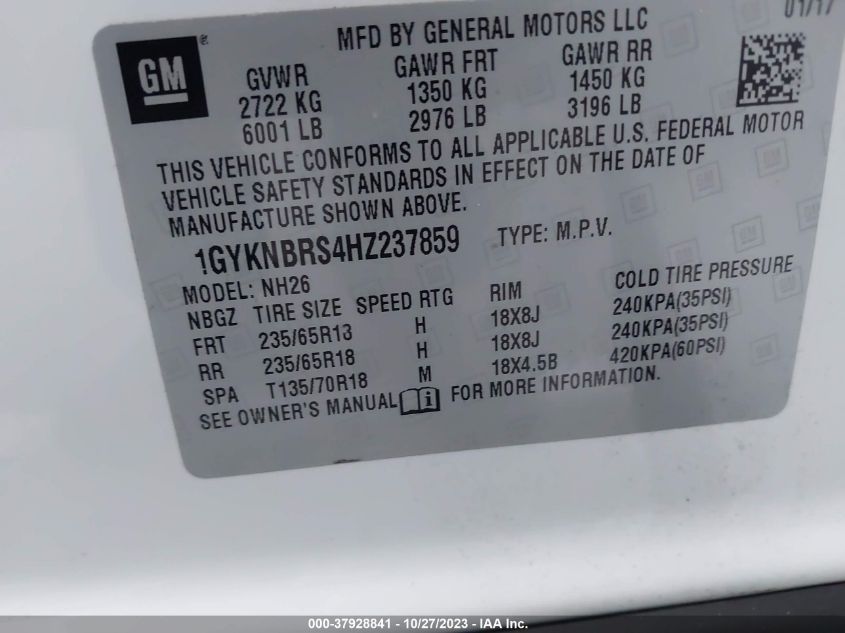 01/17
MFD BY GENERAL MOTORS LLC
GM
GVWR GAWR FRT GAWR RR
2722 KG 1350 KG 1450 KG
6001 LB 2976 LB 3196 LB
THIS VEHICLE CONFORMS TO ALL APPLICABLE U.S. FEDERAL MOTOR
VEHICLE SAFETY STANDARDS IN EFFECT ON THE DATE OF
MANUFACTURE SHOWN ABOVE.
1GYKNBRS4HZ237859 TYPE: M.P.V.
MODEL: NH26
NBGZ TIRE SIZE SPEED RTG RIM COLD TIRE PRESSURE
FRT 235/65R13 H 18X8J 240KPA(35PSI)
RR 235/65R18 H 18X8J 240KPA(35PSI)
SPA T135/70R18 M 18X4.5B 420KPA(60PSI)
SEE OWNER'S MANUAL i FOR MORE INFORMATION.
000-37928841 - 10/27/2023 - IAA Inc.